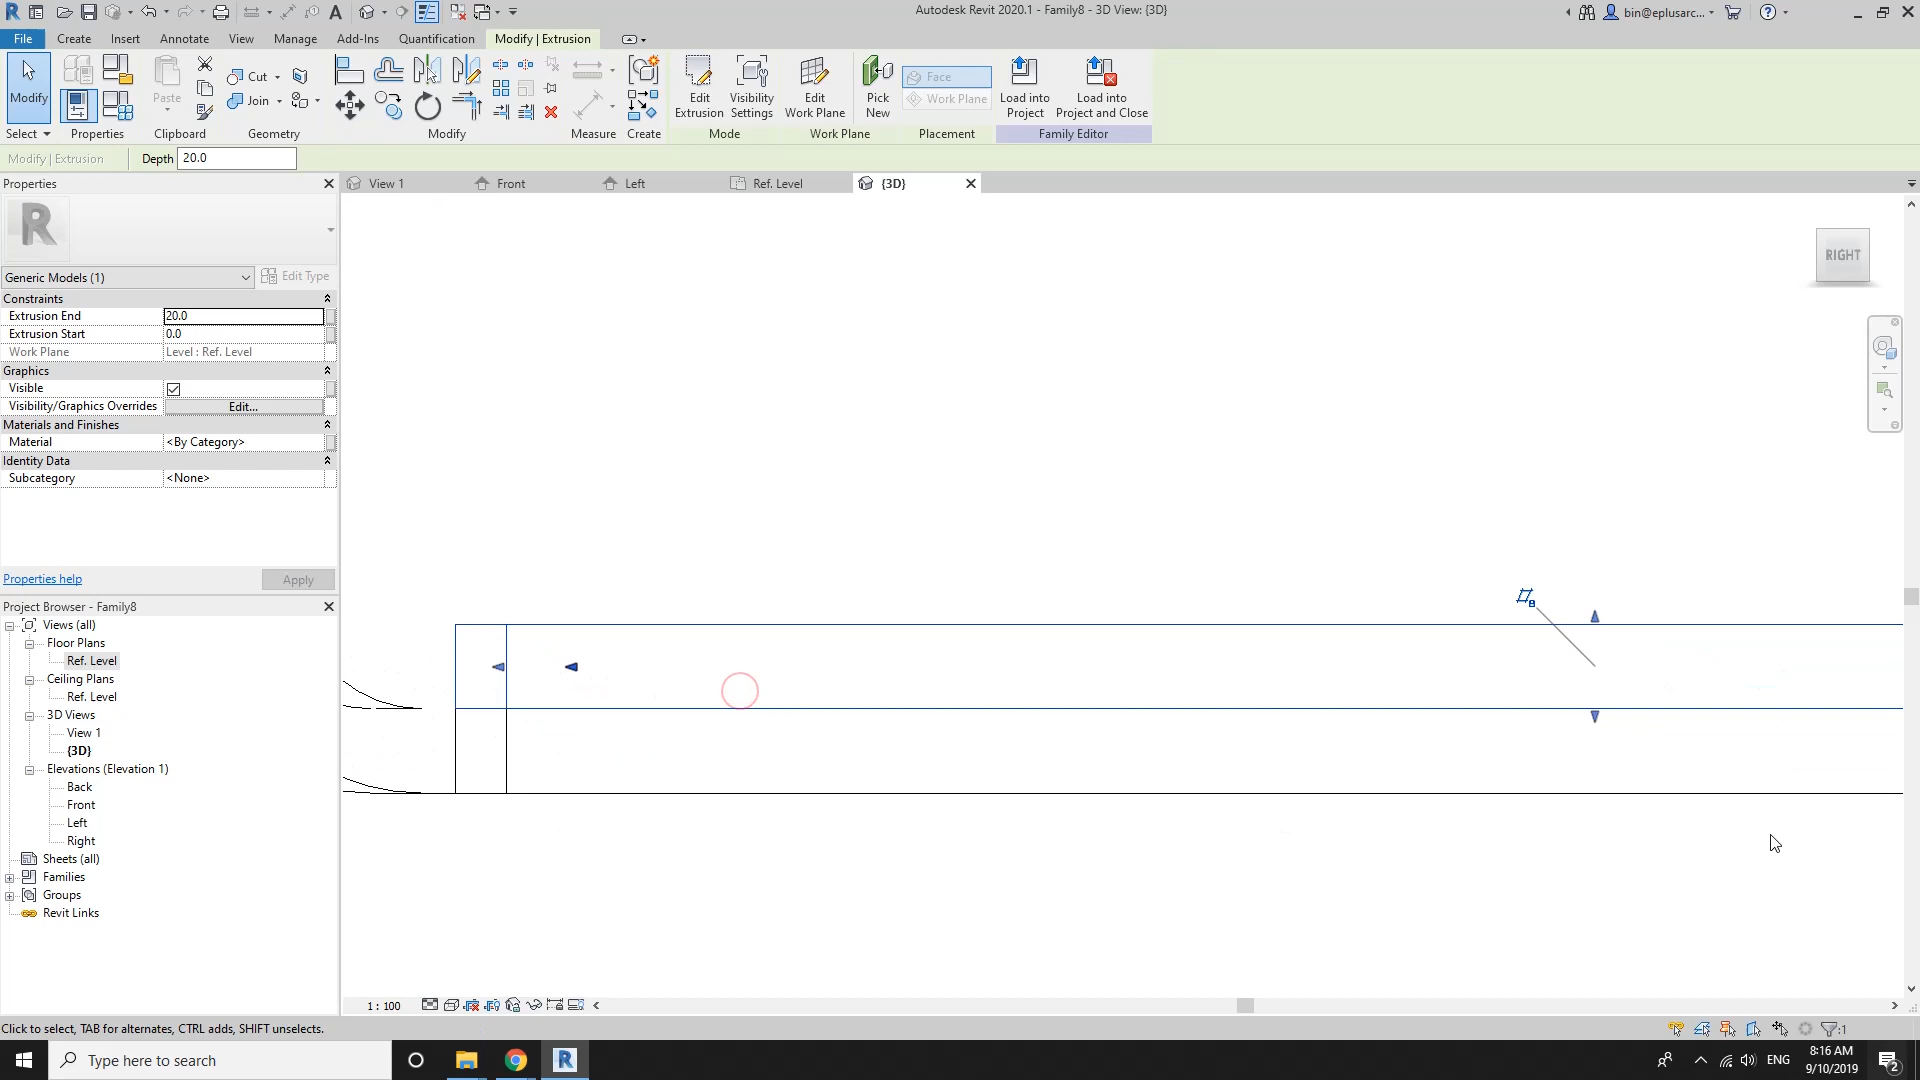 Autodesk Revit 2020.1 - Family8 - 3D View: {3D}
bin@eplusarc...
File Create Insert Annotate View Manage Add-Ins Quantification Modify | Extrusion
Modify
Paste
Cut
Join
Edit Extrusion
Visibility Settings
Edit Work Plane
Pick New
Face
Work Plane
Load into Project
Load into Project and Close
Select Properties Clipboard Geometry Modify Measure Create Mode Work Plane Placement Family Editor
Modify | Extrusion Depth 20.0
Properties
View 1 Front Left Ref. Level {3D}
R
RIGHT
Generic Models (1) Edit Type
Constraints
Extrusion End 20.0
Extrusion Start 0.0
Work Plane Level : Ref. Level
Graphics
Visible
Visibility/Graphics Overrides Edit...
Materials and Finishes
Material <By Category>
Identity Data
Subcategory <None>
Properties help Apply
Project Browser - Family8
Views (all)
Floor Plans
Ref. Level
Ceiling Plans
Ref. Level
3D Views
View 1
{3D}
Elevations (Elevation 1)
Back
Front
Left
Right
Sheets (all)
Families
Groups
Revit Links
1 : 100
Click to select, TAB for alternates, CTRL adds, SHIFT unselects.
:1
Type here to search
ENG
8:16 AM
9/10/2019
2